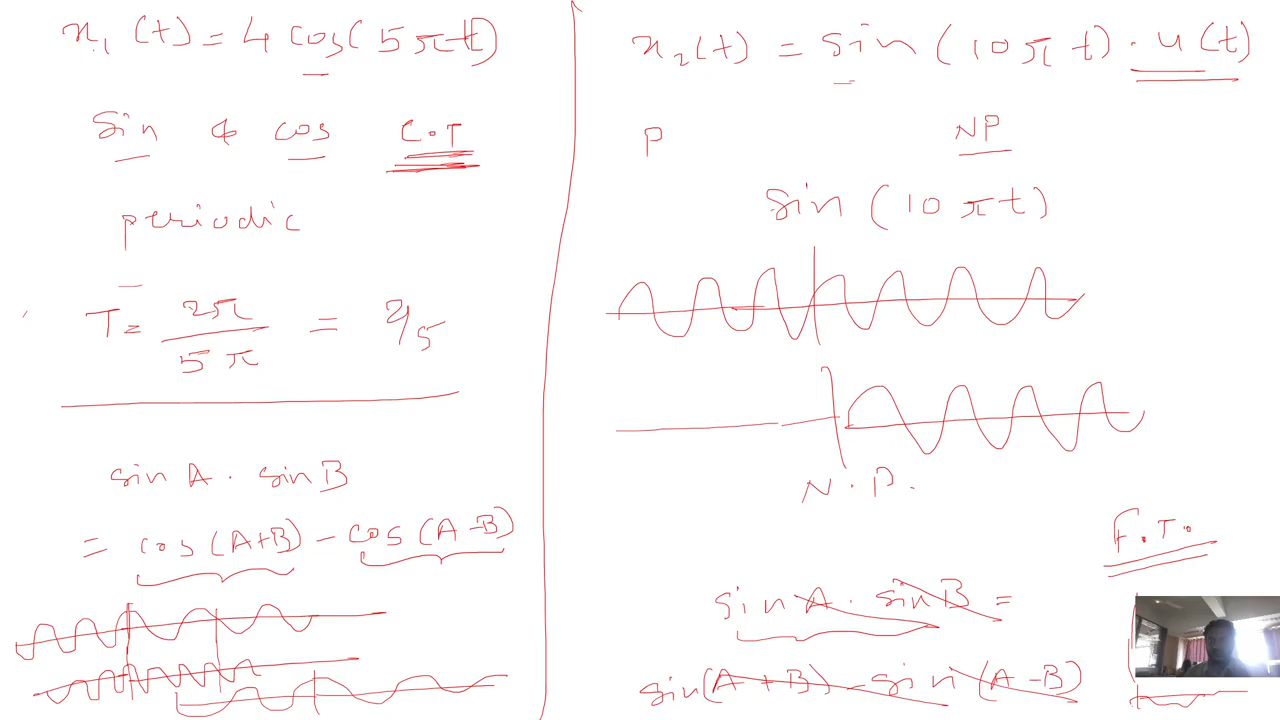 x₁(t) = 4 cos(5πt)
sin & cos C.T
periodic
T = 2π / 5π = 2/5
sin A . sin B
= cos(A+B) - cos(A-B)
x₂(t) = sin(10πt) . u(t)
P NP
sin(10πt)
N.P.
F.T.
sin A . sin B =
sin(A+B) - sin(A-B)